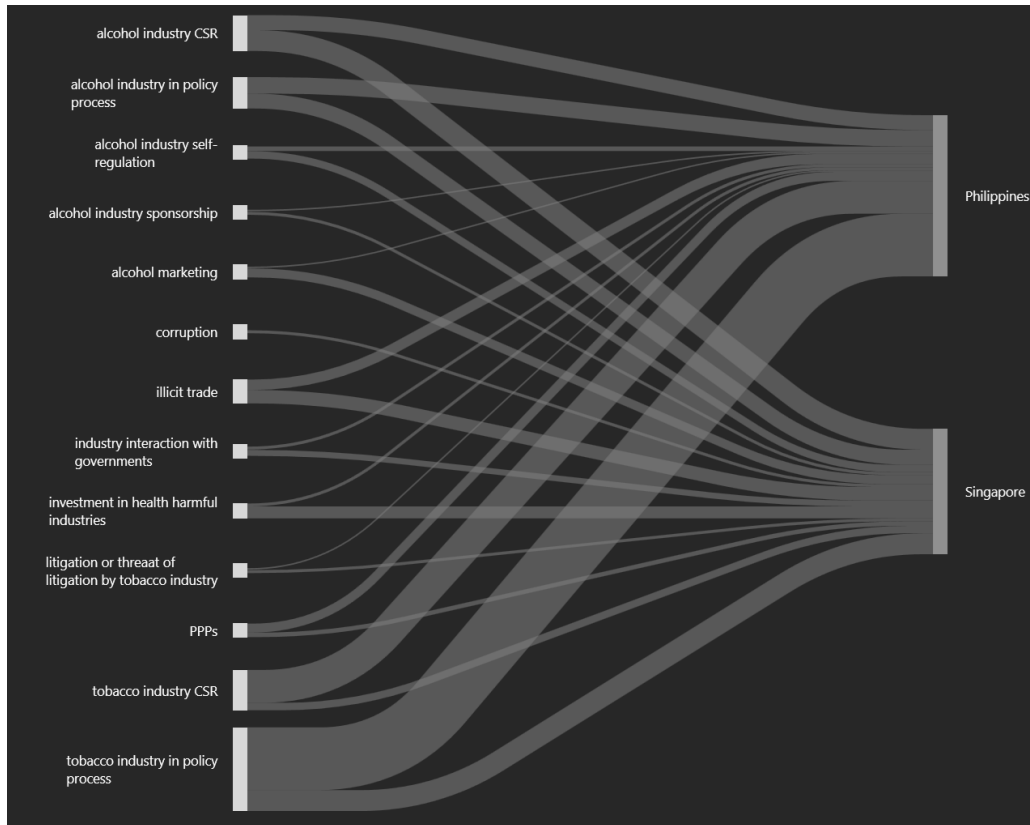 alcohol industry CSR
alcohol industry in policy
process
alcohol industry self-
regulation
alcohol industry sponsorship
alcohol marketing
corruption
illicit trade
industry interaction with
governments
investment in health harmful
industries
litigation or threaat of
litigation by tobacco industry
PPPs
tobacco industry CSR
tobacco industry in policy
process
Philippines
Singapore